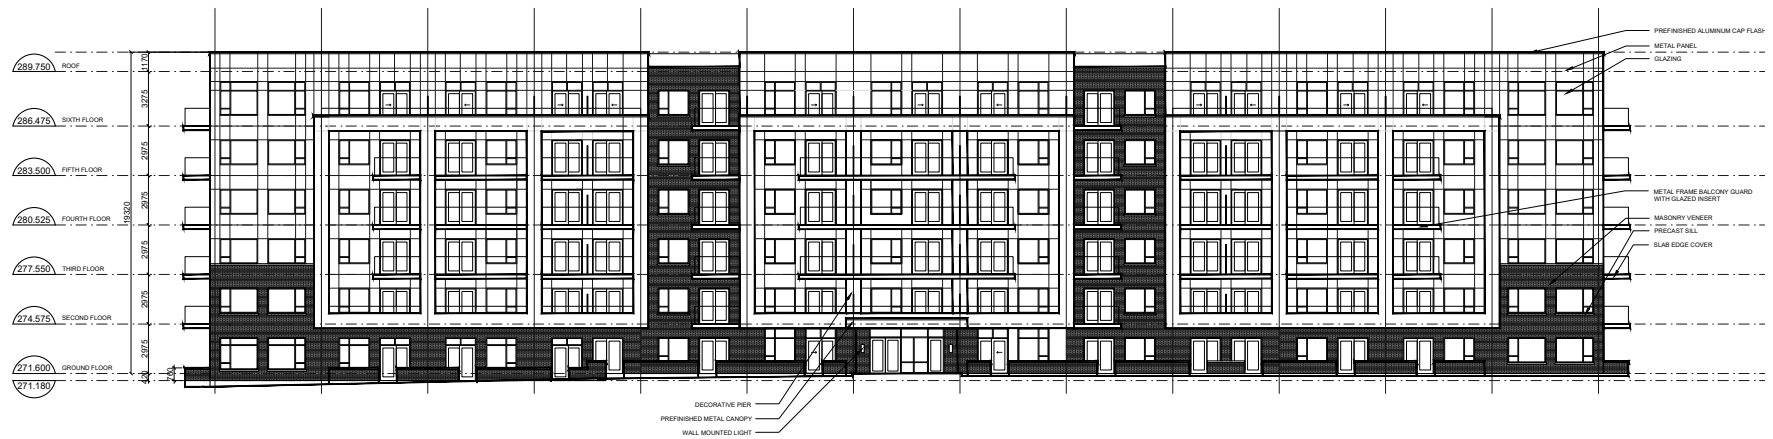 289.750 ROOF
286.475 SIXTH FLOOR
283.500 FIFTH FLOOR
280.525 FOURTH FLOOR
277.550 THIRD FLOOR
274.575 SECOND FLOOR
271.600 GROUND FLOOR
271.180
1170
3275
2975
2975
2975
2975
2975
420
760
19320
PREFINISHED ALUMINUM CAP FLASH
METAL PANEL
GLAZING
METAL FRAME BALCONY GUARD
WITH GLAZED INSERT
MASONRY VENEER
PRECAST SILL
SLAB EDGE COVER
DECORATIVE PIER
PREFINISHED METAL CANOPY
WALL MOUNTED LIGHT